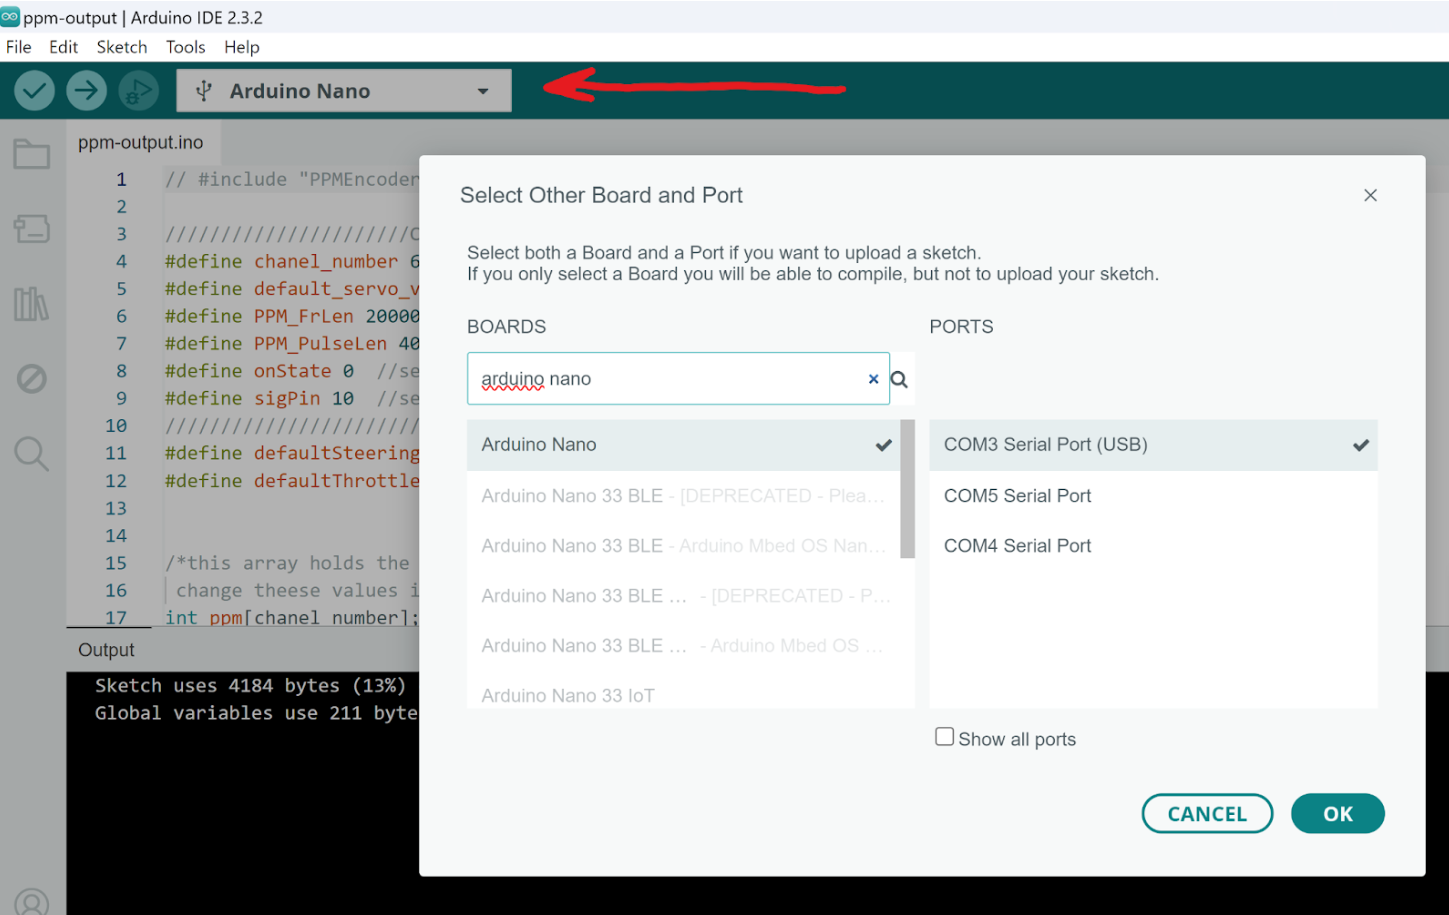 ppm-output | Arduino IDE 2.3.2
File Edit Sketch Tools Help
Arduino Nano
ppm-output.ino
1 // #include "PPMEncoder
2
3 //////////////////////C
4 #define chanel_number 6
5 #define default_servo_v
6 #define PPM_FrLen 20000
7 #define PPM_PulseLen 40
8 #define onState 0 //se
9 #define sigPin 10 //se
10 ///////////////////////
11 #define defaultSteering
12 #define defaultThrottle
13
14
15 /*this array holds the
16 change theese values i
17 int ppm[chanel_number];
Output
Sketch uses 4184 bytes (13%)
Global variables use 211 byte
Select Other Board and Port
Select both a Board and a Port if you want to upload a sketch.
If you only select a Board you will be able to compile, but not to upload your sketch.
BOARDS
arduino nano
Arduino Nano
Arduino Nano 33 BLE - [DEPRECATED - Plea...
Arduino Nano 33 BLE - Arduino Mbed OS Nan...
Arduino Nano 33 BLE ... - [DEPRECATED - P...
Arduino Nano 33 BLE ... - Arduino Mbed OS ...
Arduino Nano 33 IoT
PORTS
COM3 Serial Port (USB)
COM5 Serial Port
COM4 Serial Port
Show all ports
CANCEL
OK